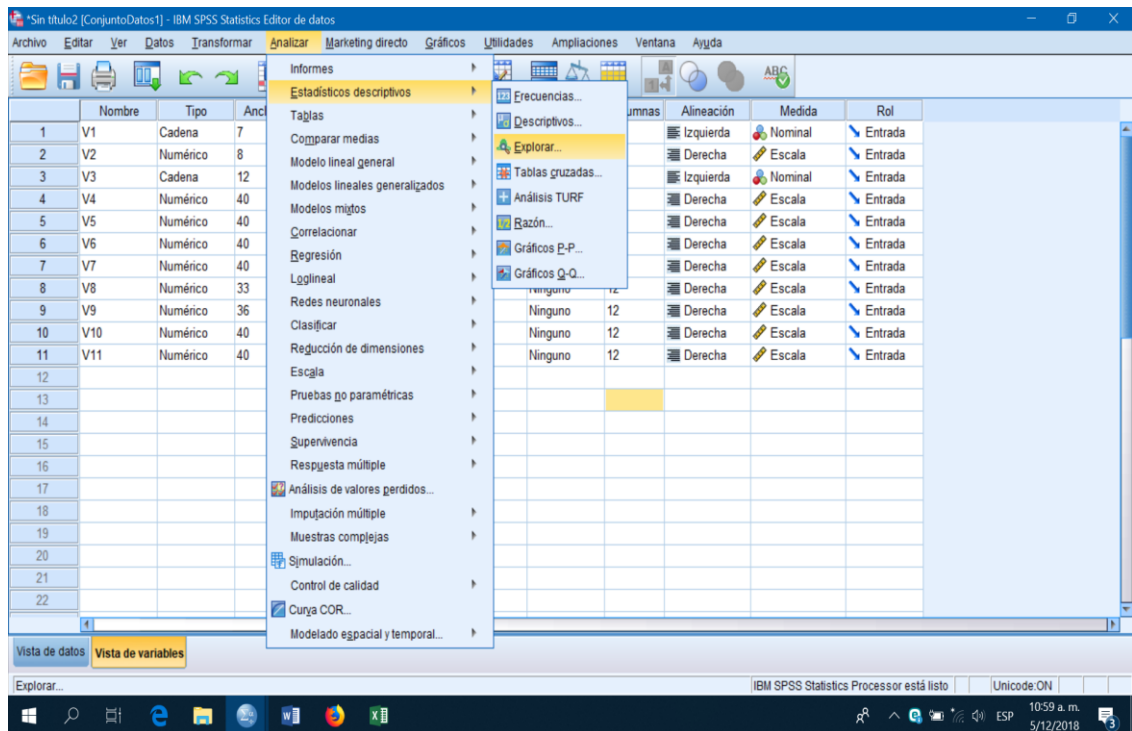 *Sin título2 [ConjuntoDatos1] - IBM SPSS Statistics Editor de datos
Archivo Editar Ver Datos Transformar Analizar Marketing directo Gráficos Utilidades Ampliaciones Ventana Ayuda
Informes
Estadísticos descriptivos
Tablas
Comparar medias
Modelo lineal general
Modelos lineales generalizados
Modelos mixtos
Correlacionar
Regresión
Loglineal
Redes neuronales
Clasificar
Reducción de dimensiones
Escala
Pruebas no paramétricas
Predicciones
Supervivencia
Respuesta múltiple
Análisis de valores perdidos...
Imputación múltiple
Muestras complejas
Simulación...
Control de calidad
Curva COR...
Modelado espacial y temporal...
Frecuencias...
Descriptivos...
Explorar...
Tablas cruzadas...
Análisis TURF
Razón...
Gráficos P-P...
Gráficos Q-Q...
Nombre Tipo Anch umnas Alineación Medida Rol
1 V1 Cadena 7 Izquierda Nominal Entrada
2 V2 Numérico 8 Derecha Escala Entrada
3 V3 Cadena 12 Izquierda Nominal Entrada
4 V4 Numérico 40 Derecha Escala Entrada
5 V5 Numérico 40 Derecha Escala Entrada
6 V6 Numérico 40 Derecha Escala Entrada
7 V7 Numérico 40 Derecha Escala Entrada
8 V8 Numérico 33 Ninguno 12 Derecha Escala Entrada
9 V9 Numérico 36 Ninguno 12 Derecha Escala Entrada
10 V10 Numérico 40 Ninguno 12 Derecha Escala Entrada
11 V11 Numérico 40 Ninguno 12 Derecha Escala Entrada
12
13
14
15
16
17
18
19
20
21
22
Vista de datos Vista de variables
Explorar... IBM SPSS Statistics Processor está listo Unicode:ON
ESP
10:59 a. m.
5/12/2018